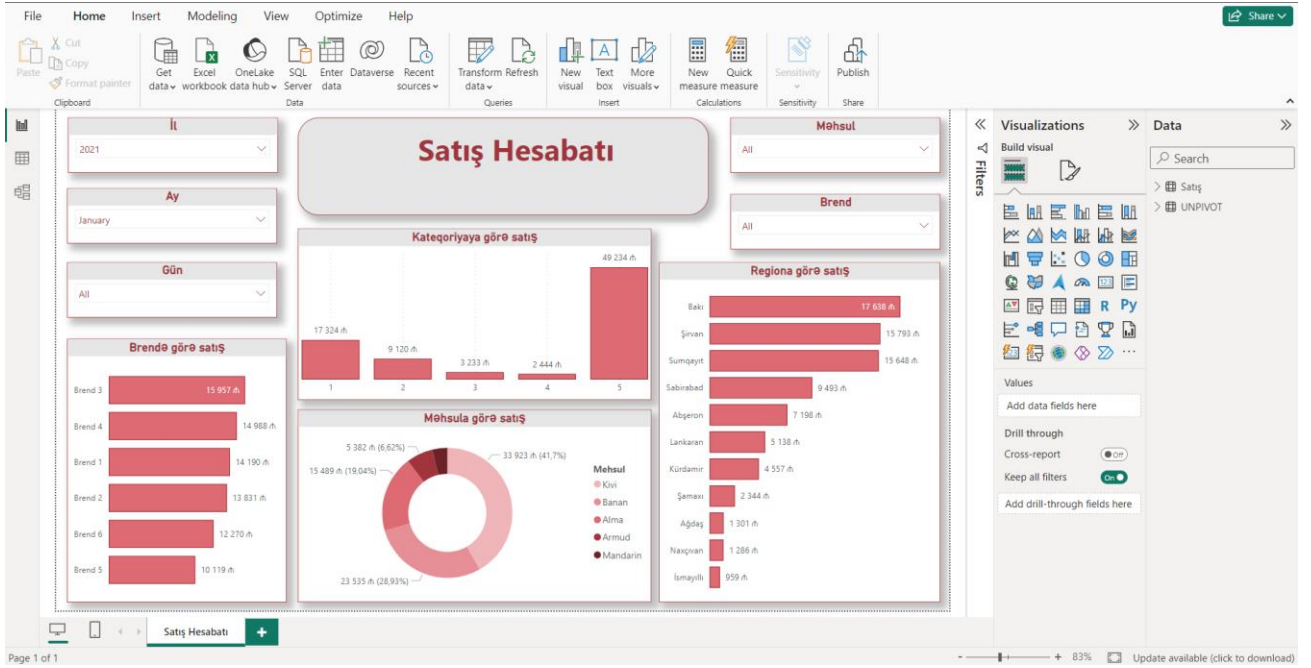 File Home Insert Modeling View Optimize Help
Share
Paste
Cut
Copy
Format painter
Get data
Excel workbook
OneLake data hub
SQL Server
Enter data
Dataverse
Recent sources
Transform data
Refresh
New visual
Text box
More visuals
New measure
Quick measure
Sensitivity
Publish
Clipboard
Data
Queries
Insert
Calculations
Sensitivity
Share
İl
2021
Ay
January
Gün
All
Satış Hesabatı
Məhsul
All
Brend
All
Brendə görə satış
Brend 3 15 957 ₼
Brend 4 14 988 ₼
Brend 1 14 190 ₼
Brend 2 13 831 ₼
Brend 6 12 270 ₼
Brend 5 10 119 ₼
Kateqoriyaya görə satış
17 324 ₼
9 120 ₼
3 233 ₼
2 444 ₼
49 234 ₼
1 2 3 4 5
Məhsula görə satış
5 382 ₼ (6,62%)
33 923 ₼ (41,7%)
15 489 ₼ (19,04%)
23 535 ₼ (28,93%)
Mehsul
Kivi
Banan
Alma
Armud
Mandarin
Regiona görə satış
Bakı 17 638 ₼
Şirvan 15 793 ₼
Sumqayıt 15 648 ₼
Sabirabad 9 493 ₼
Abşeron 7 198 ₼
Lankaran 5 138 ₼
Kürdəmir 4 557 ₼
Şamaxı 2 344 ₼
Ağdaş 1 301 ₼
Naxçıvan 1 286 ₼
İsmayıllı 959 ₼
Filters
Visualizations
Build visual
123
R Py
Values
Add data fields here
Drill through
Cross-report
Off
Keep all filters
On
Add drill-through fields here
Data
Search
Satış
UNPIVOT
Satış Hesabatı
Page 1 of 1
83%
Update available (click to download)